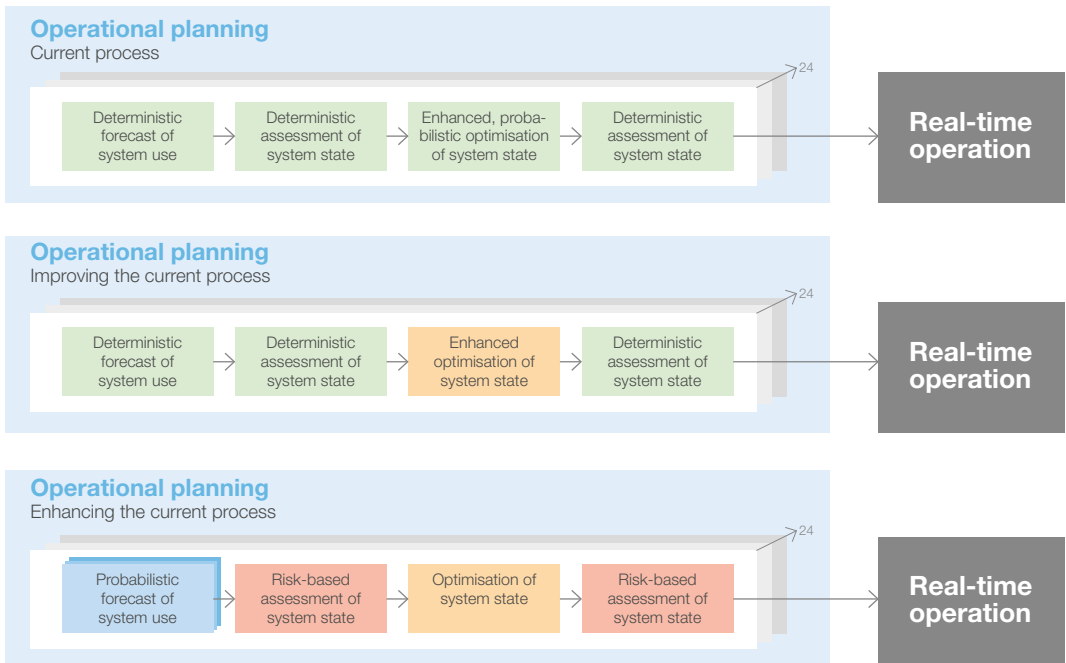 Operational planning
Current process
24
Deterministic
forecast of
system use
Deterministic
assessment of
system state
Enhanced, proba-
bilistic optimisation
of system state
Deterministic
assessment of
system state
Real-time
operation
Operational planning
Improving the current process
24
Deterministic
forecast of
system use
Deterministic
assessment of
system state
Enhanced
optimisation of
system state
Deterministic
assessment of
system state
Real-time
operation
Operational planning
Enhancing the current process
24
Probabilistic
forecast of
system use
Risk-based
assessment of
system state
Optimisation of
system state
Risk-based
assessment of
system state
Real-time
operation